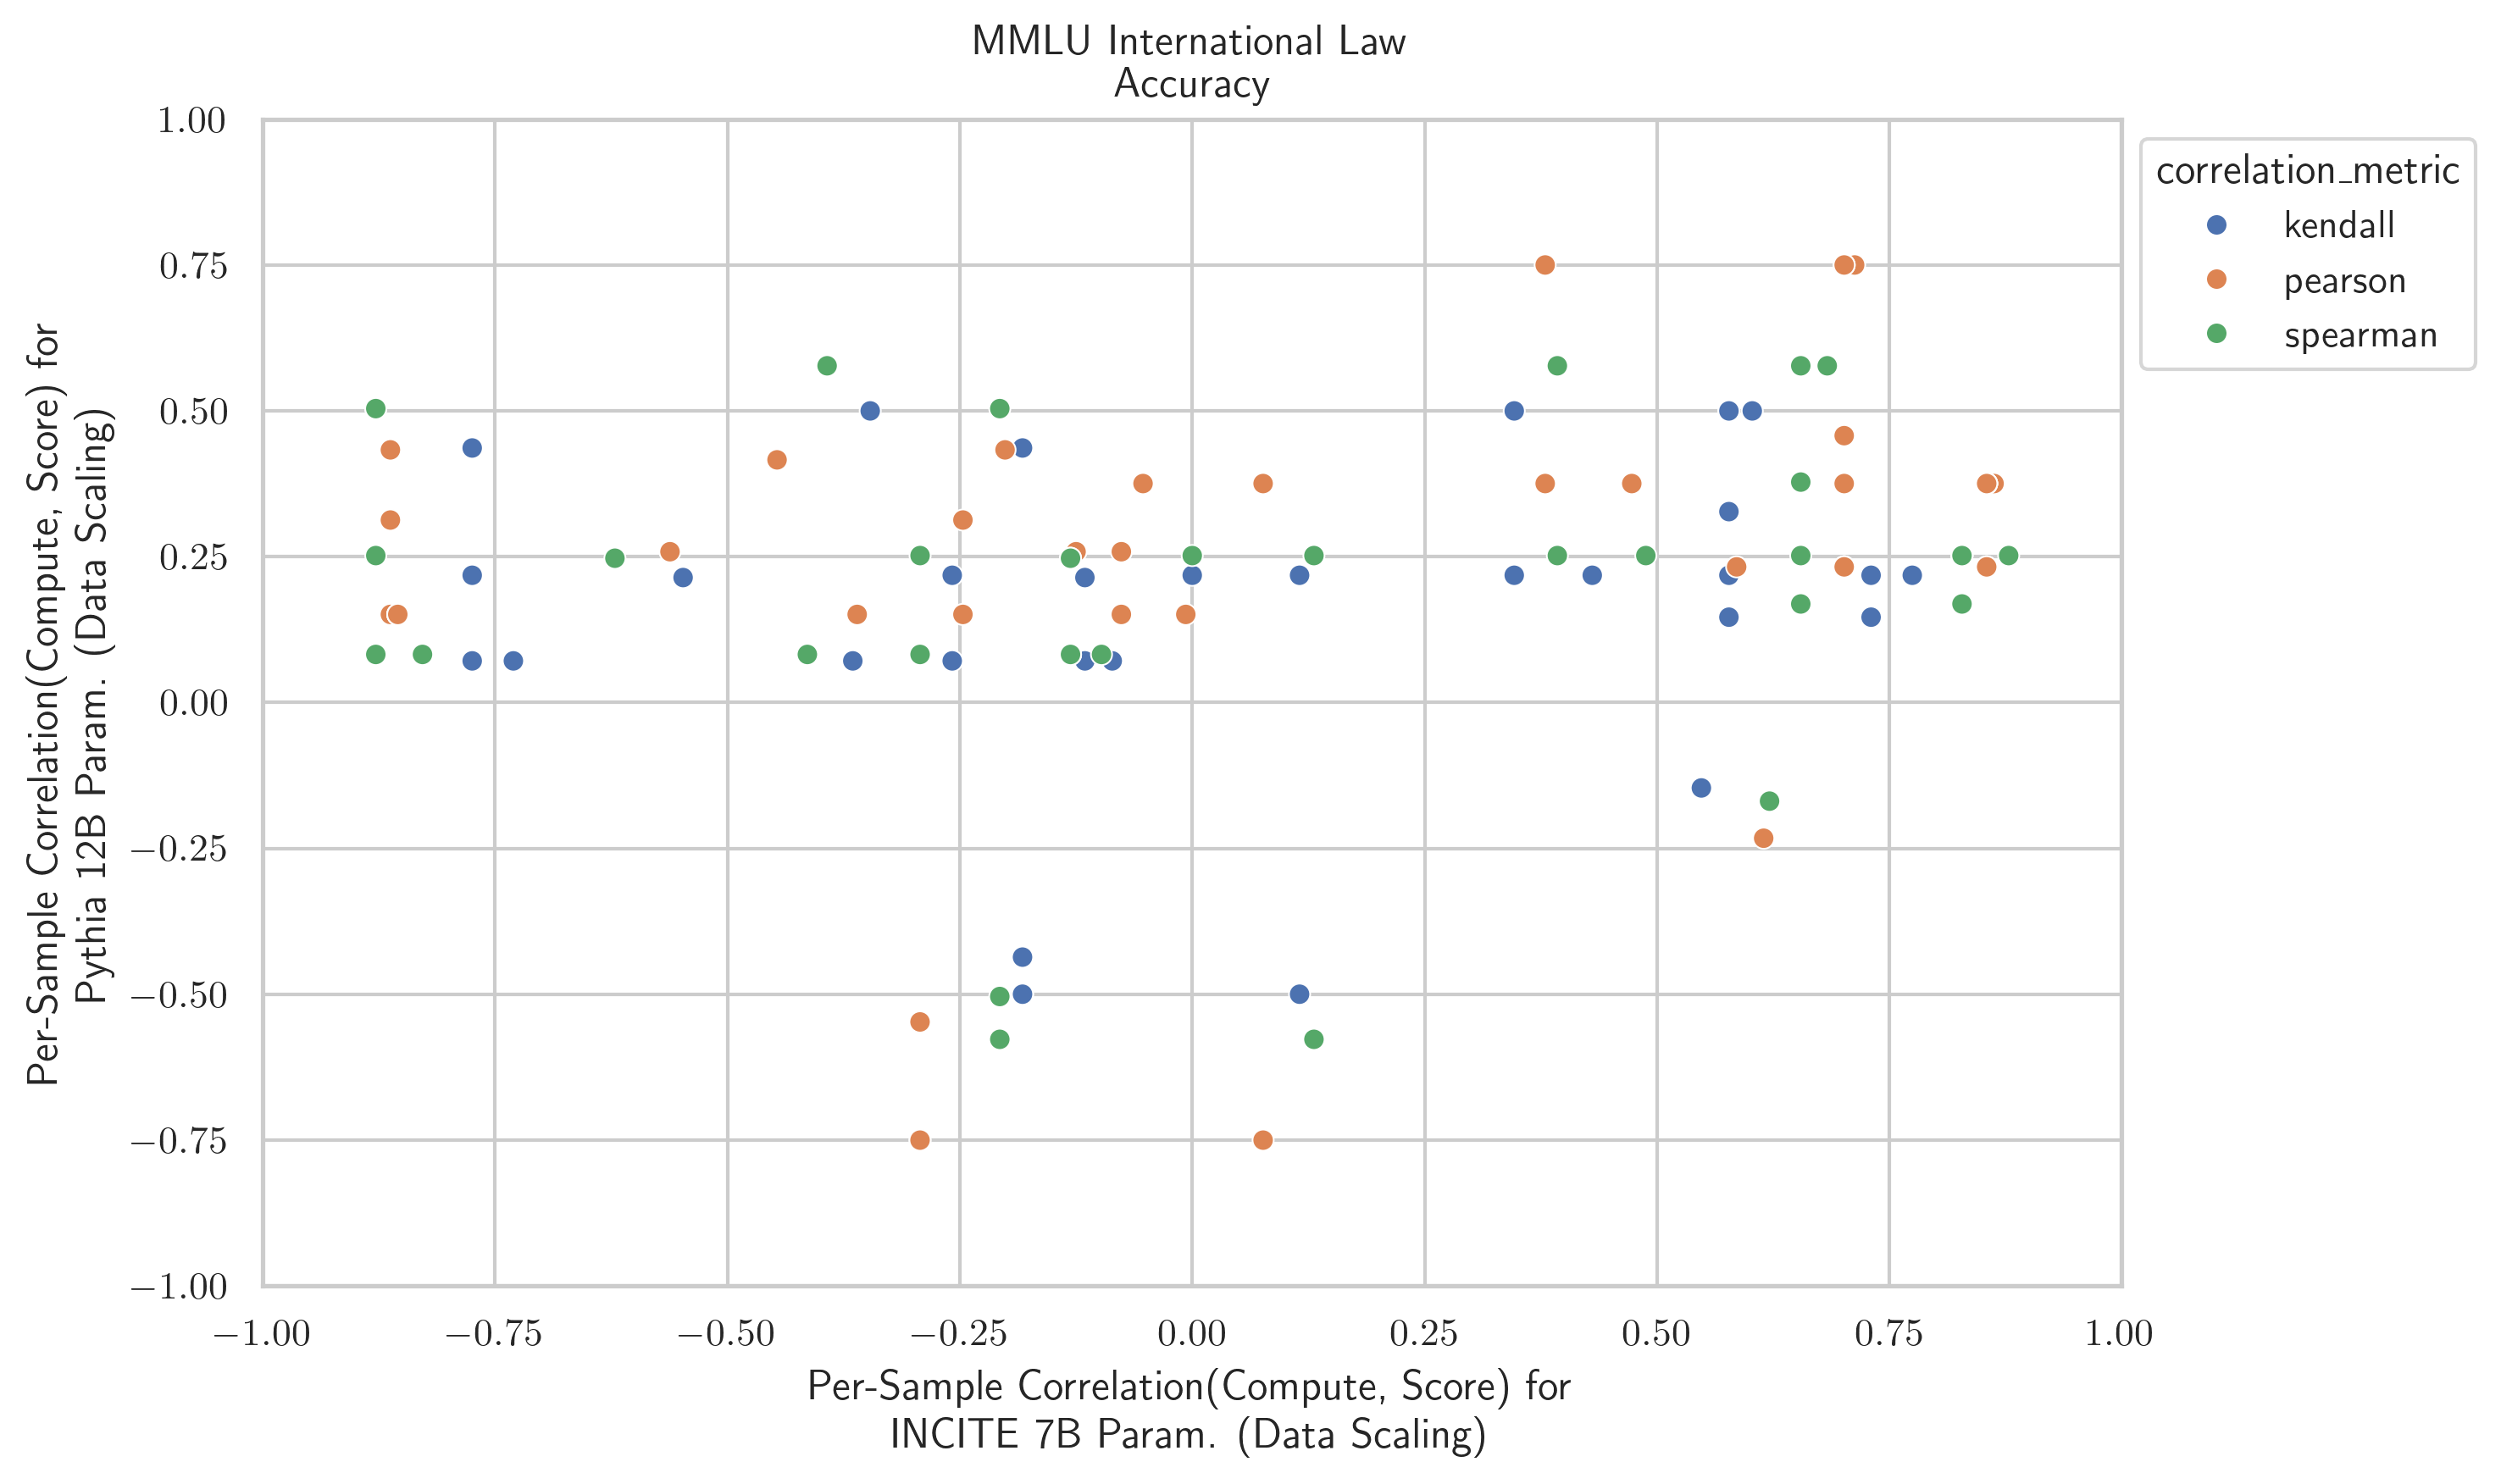 MMLU International Law
Accuracy
1.00
0.75
0.50
0.25
0.00
−0.25
−0.50
−0.75
−1.00
Per-Sample Correlation(Compute, Score) for
Pythia 12B Param. (Data Scaling)
correlation_metric
kendall
pearson
spearman
−1.00 −0.75 −0.50 −0.25 0.00 0.25 0.50 0.75 1.00
Per-Sample Correlation(Compute, Score) for
INCITE 7B Param. (Data Scaling)